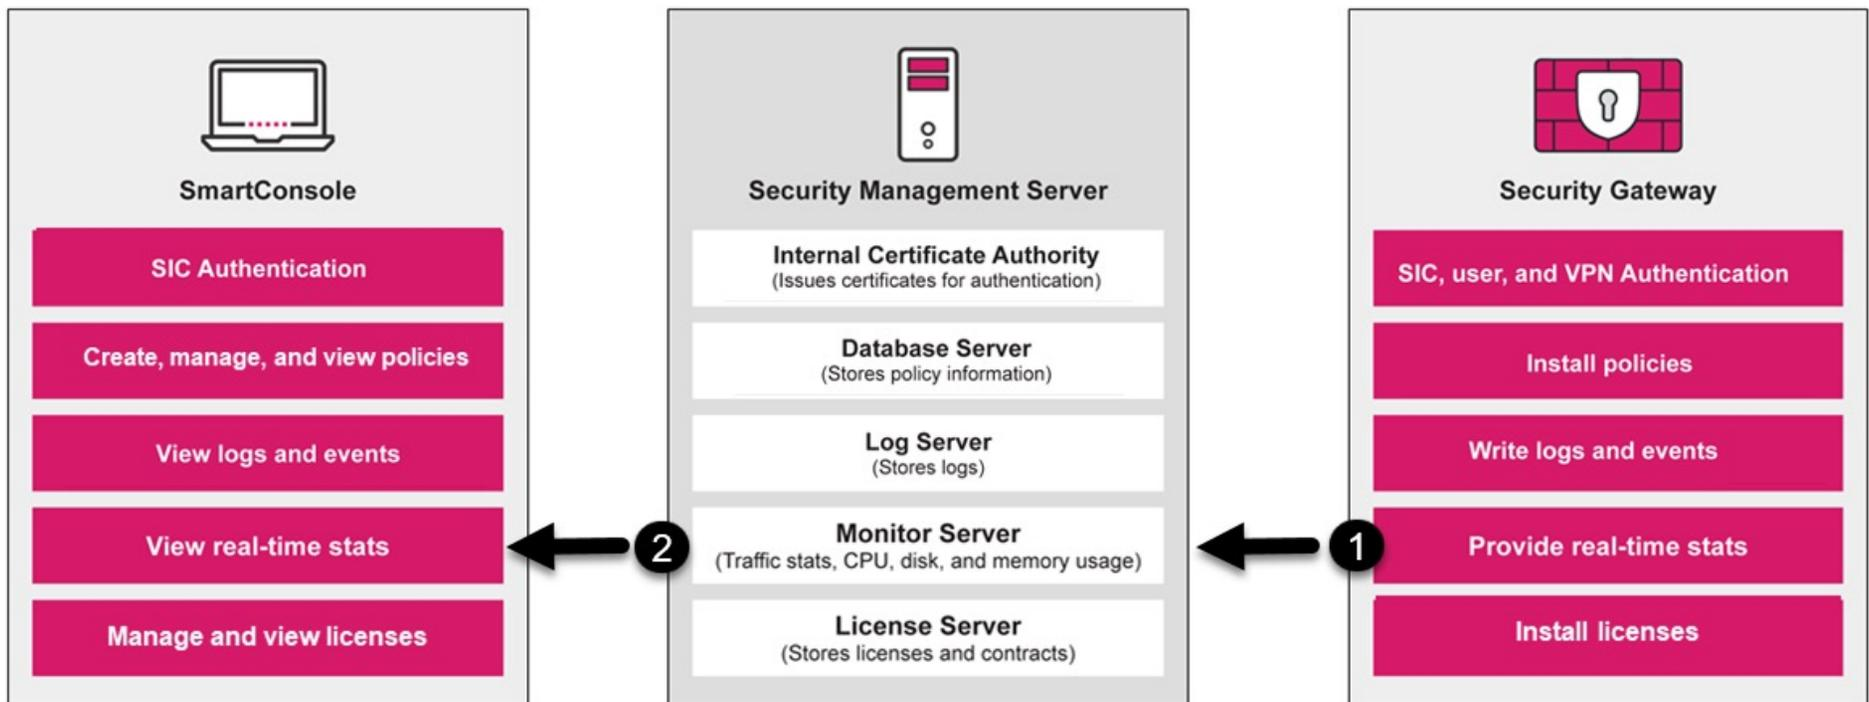 SmartConsole
SIC Authentication
Create, manage, and view policies
View logs and events
View real-time stats
Manage and view licenses
Security Management Server
Internal Certificate Authority
(Issues certificates for authentication)
Database Server
(Stores policy information)
Log Server
(Stores logs)
2
Monitor Server
(Traffic stats, CPU, disk, and memory usage)
License Server
(Stores licenses and contracts)
Security Gateway
SIC, user, and VPN Authentication
Install policies
Write logs and events
1
Provide real-time stats
Install licenses